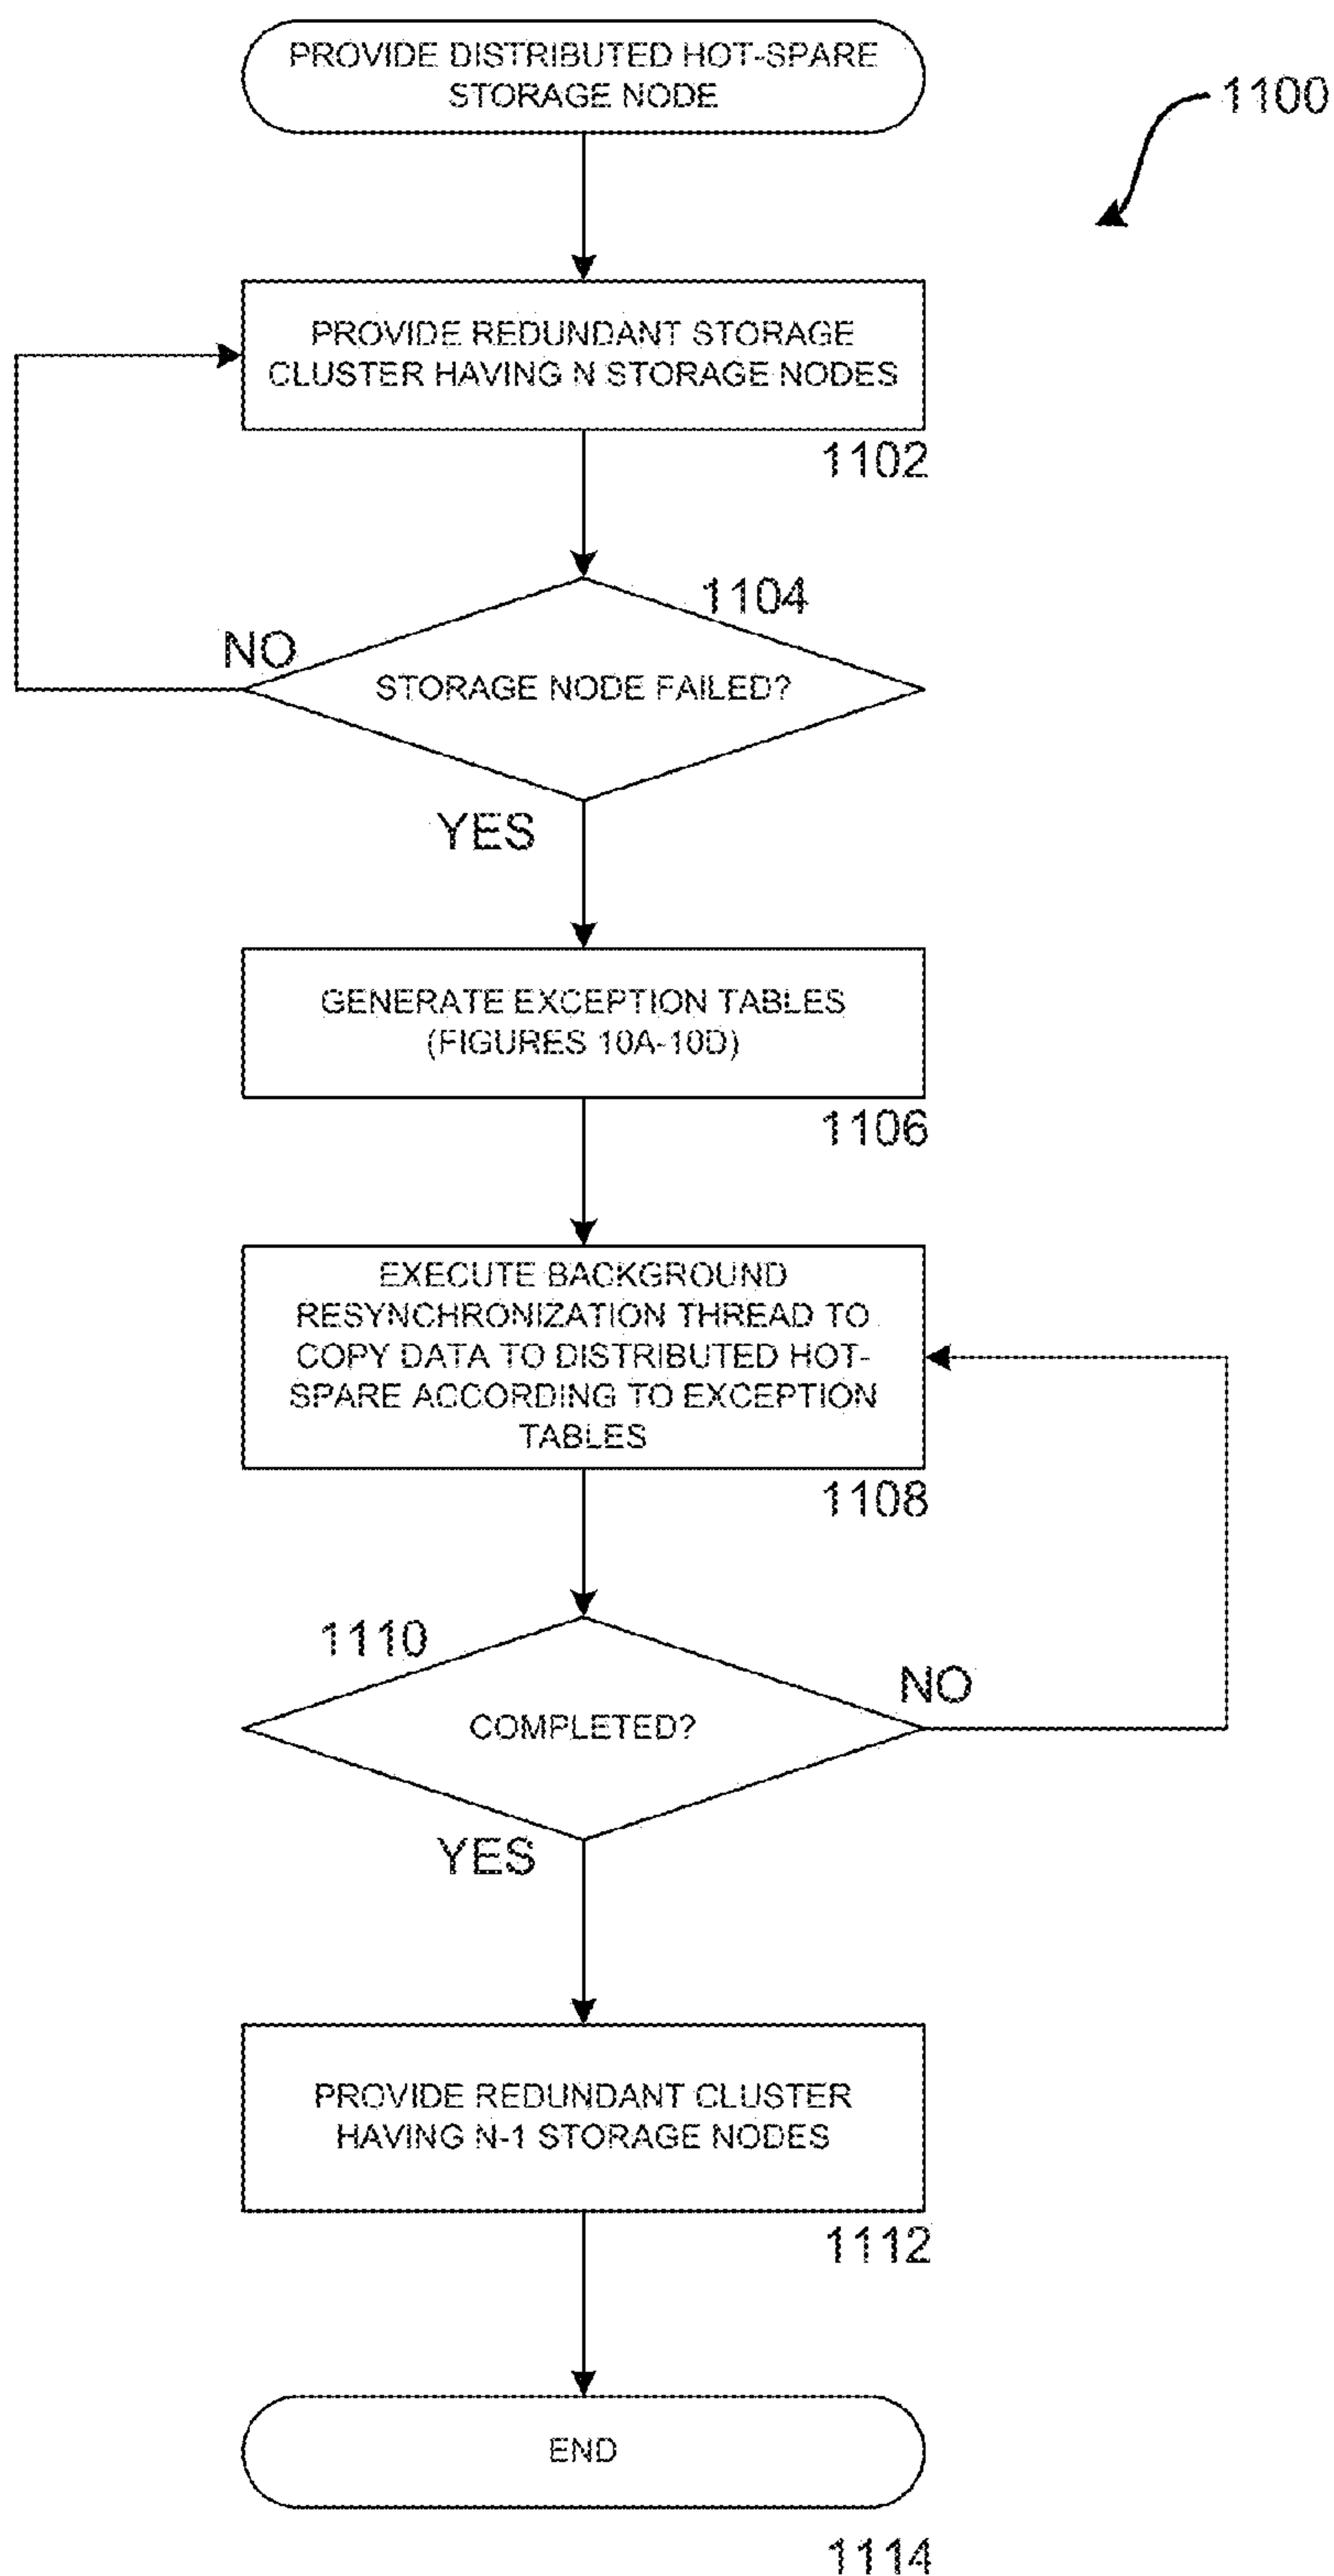 PROVIDE DISTRIBUTED HOT-SPARE
STORAGE NODE
1100
PROVIDE REDUNDANT STORAGE
CLUSTER HAVING N STORAGE NODES
1102
1104
NO
STORAGE NODE FAILED?
YES
GENERATE EXCEPTION TABLES
(FIGURES 10A-10D)
1106
EXECUTE BACKGROUND
RESYNCHRONIZATION THREAD TO
COPY DATA TO DISTRIBUTED HOT-
SPARE ACCORDING TO EXCEPTION
TABLES
1108
1110
NO
COMPLETED?
YES
PROVIDE REDUNDANT CLUSTER
HAVING N-1 STORAGE NODES
1112
END
1114